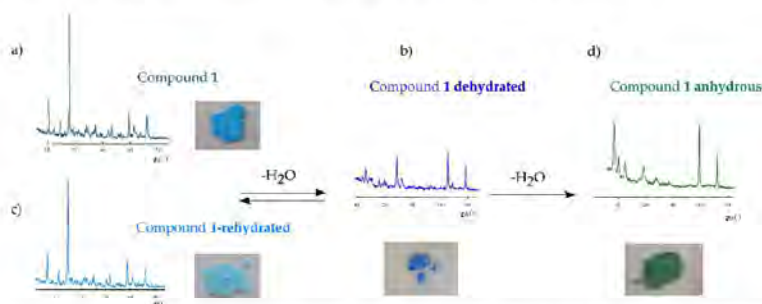 a)
Compound 1
b)
Compound 1 dehydrated
d)
Compound 1 anhydrous
-H₂O
-H₂O
c)
Compound 1-rehydrated